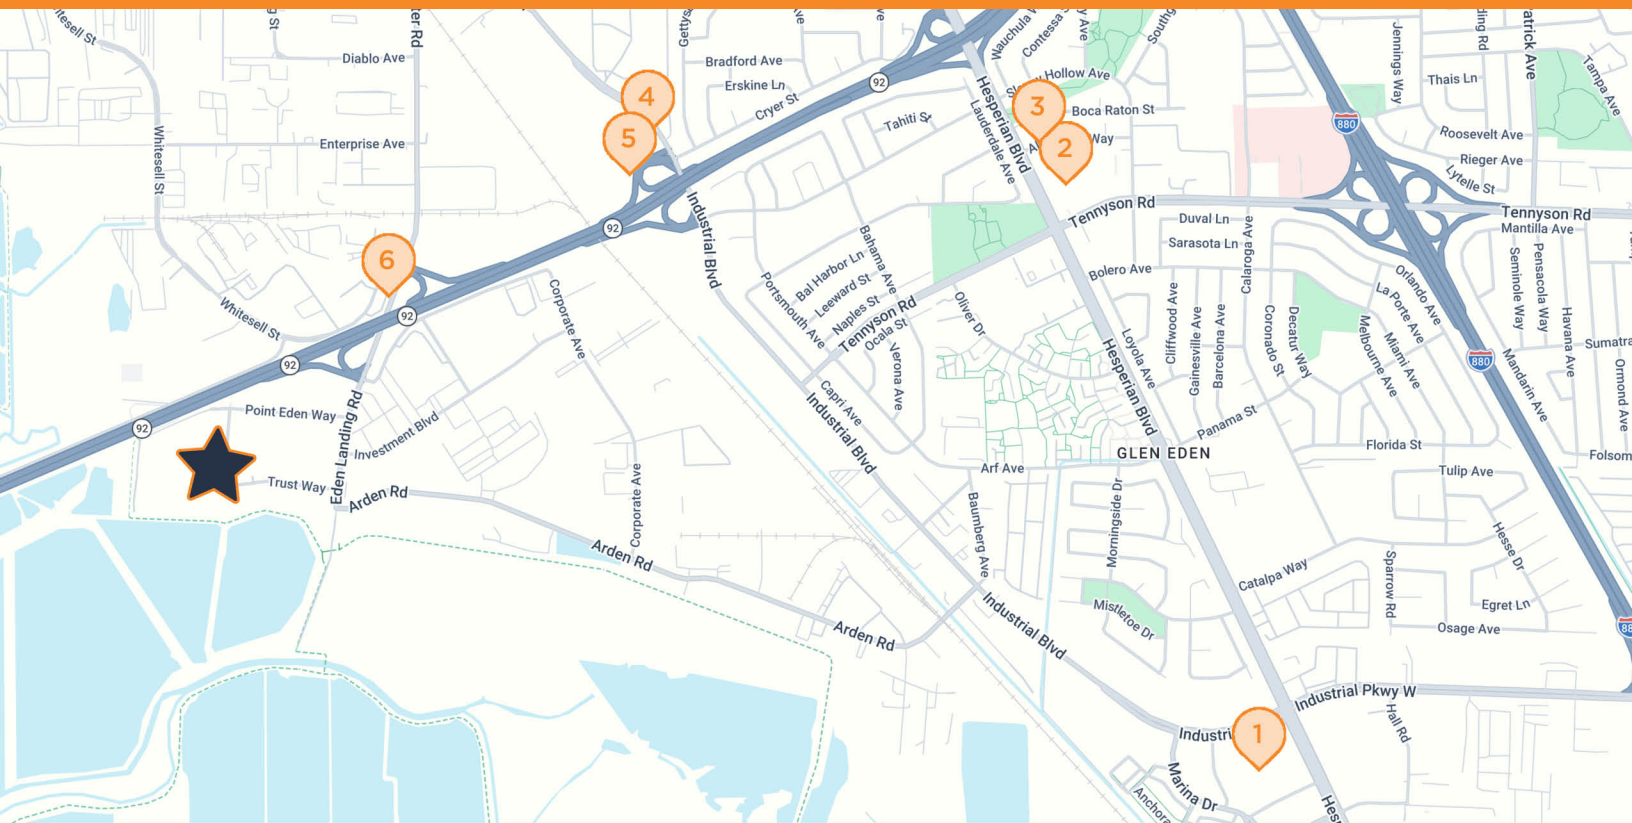 Diablo Ave
Bradford Ave
Erskine Ln
Cryer St
92
Contessa
Hollow Ave
Boca Raton St
Way
Jennings Way
Thais Ln
Tampa Ave
880
Roosevelt Ave
Rieger Ave
Lytelle St
4
5
3
2
Whitesell St
Enterprise Ave
Tahiti St
Hesperian Blvd
Lauderdale Ave
Tennyson Rd
Duval Ln
Sarasota Ln
Tennyson Rd
Mantilla Ave
92
Industrial Blvd
6
Bahama Ave
Bal Harbor Ln
Leeward St
Naples St
Tennyson Rd
Ocala St
Portsmouth Ave
Oliver Dr
Bolero Ave
Calaroga Ave
Orlando Ave
La Porte Ave
Seminole Way
Pensacola Way
Havana Ave
Whitesell St
92
Corporate Ave
Verona Ave
Cliffwood Ave
Gainesville Ave
Barcelona Ave
Coronado St
Decatur Way
Melbourne Ave
Miami Ave
880
Mandarin Ave
Ormond Ave
Loyola Ave
Hesperian Blvd
92
Point Eden Way
92
Eden Landing Rd
Investment Blvd
Capri Ave
Industrial Blvd
Panama St
Florida St
GLEN EDEN
Arf Ave
Tulip Ave
Folsom
Trust Way
Arden Rd
Corporate Ave
Baumberg Ave
Morningside Dr
Arden Rd
Catalpa Way
Hesse Dr
Sparrow Rd
Egret Ln
Osage Ave
Mistletoe Dr
Industrial Blvd
Arden Rd
Industrial Pkwy W
Hall Rd
1
Marina Dr